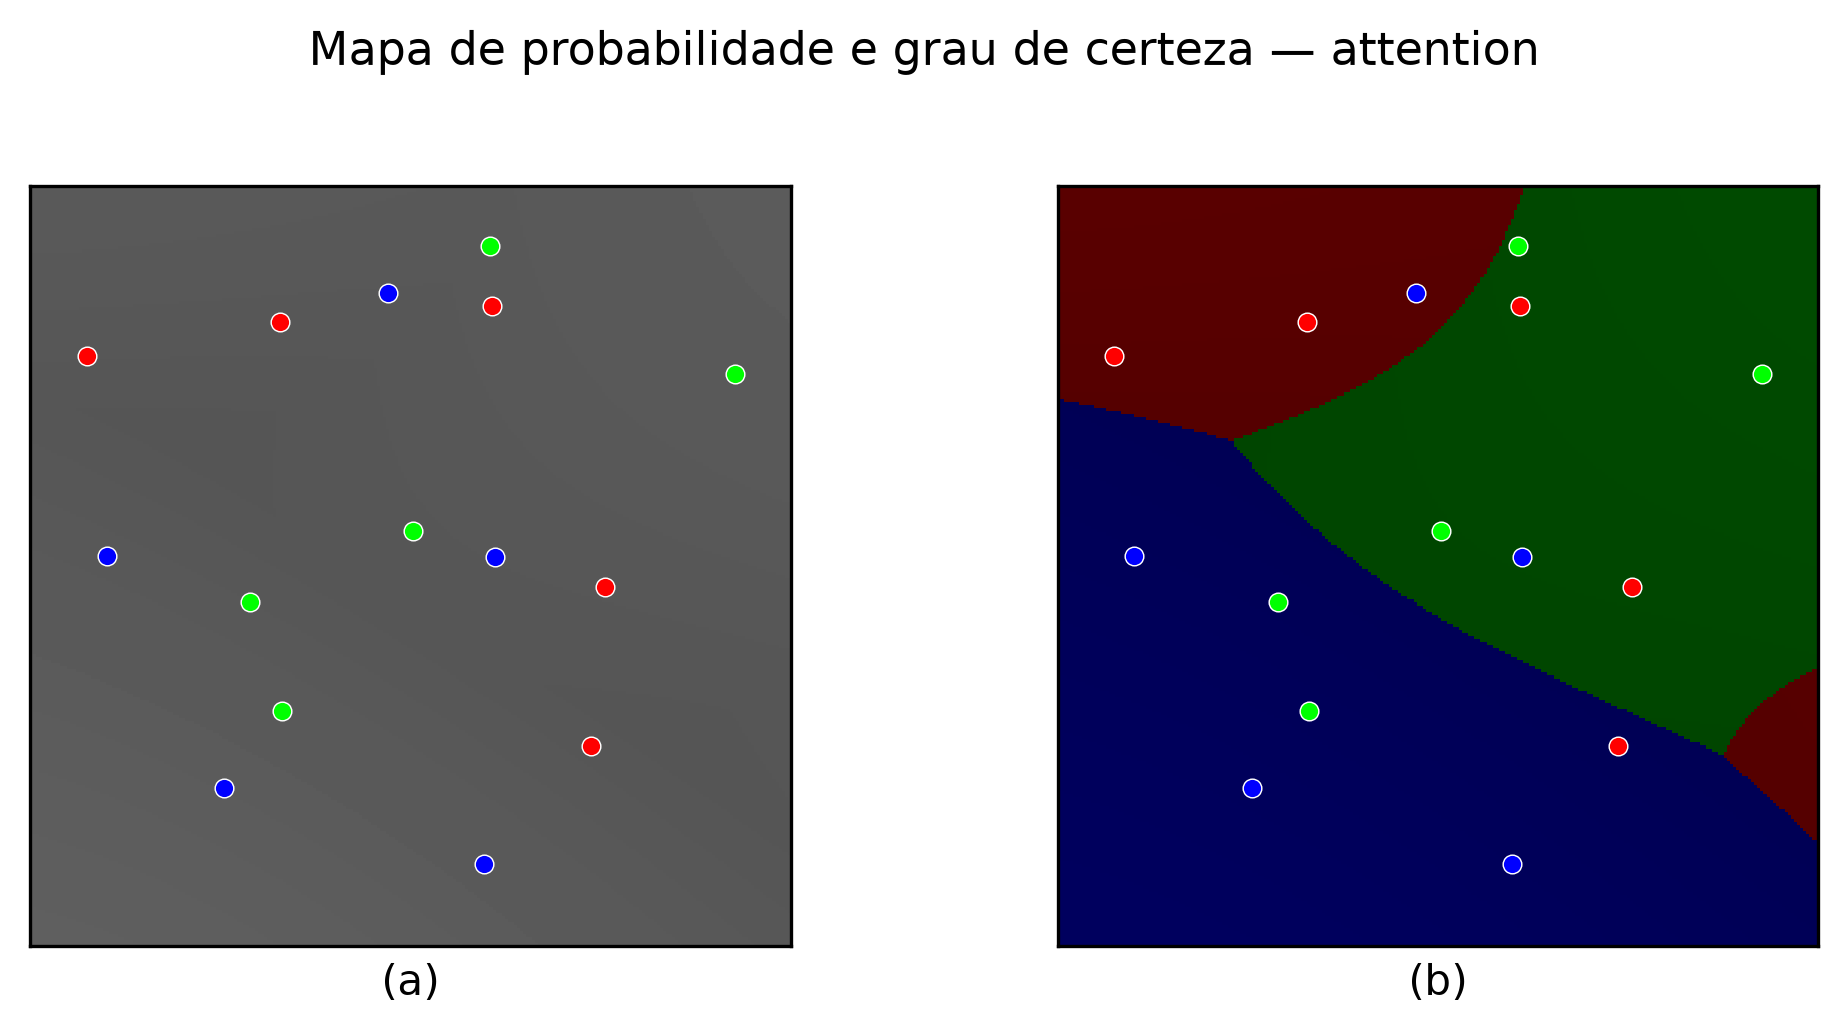 Mapa de probabilidade e grau de certeza — attention
(a)
(b)